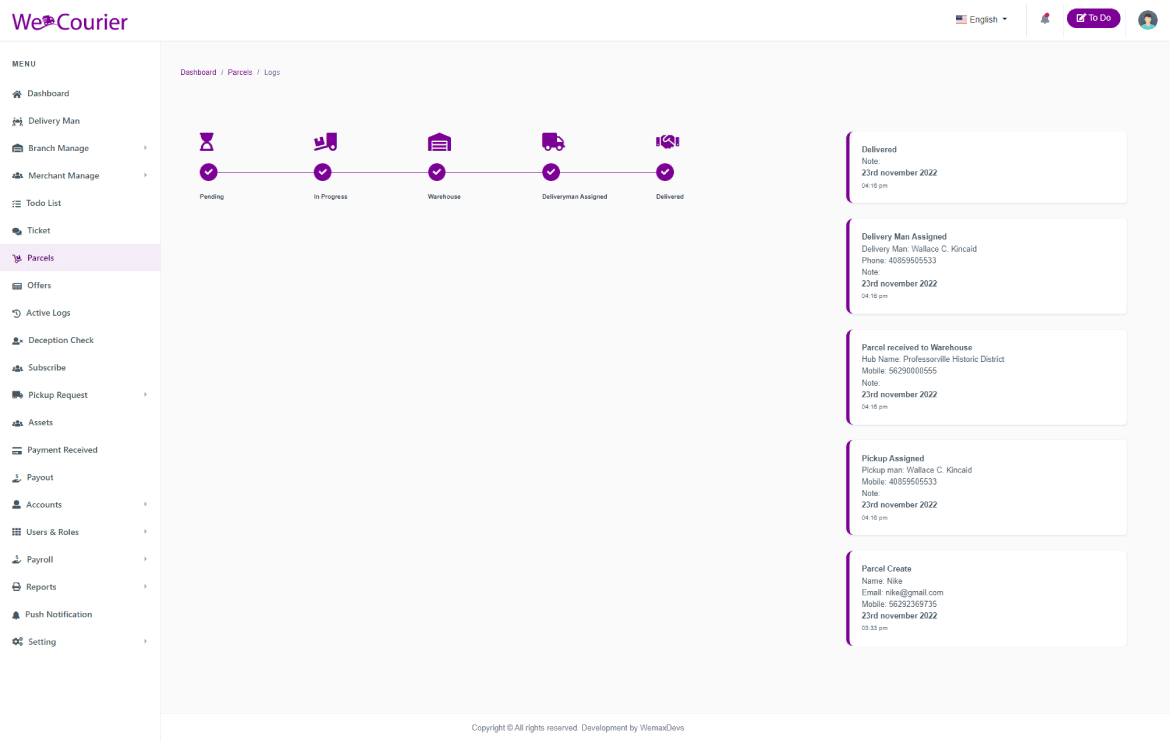 We Courier
English
To Do
MENU
Dashboard
Delivery Man
Branch Manage
Merchant Manage
Todo List
Ticket
Parcels
Offers
Active Logs
Deception Check
Subscribe
Pickup Request
Assets
Payment Received
Payout
Accounts
Users & Roles
Payroll
Reports
Push Notification
Setting
Dashboard / Parcels / Logs
Pending
In Progress
Warehouse
Deliveryman Assigned
Delivered
Delivered
Note:
23rd november 2022
04:16 pm
Delivery Man Assigned
Delivery Man: Wallace C. Kincaid
Phone: 40859505533
Note:
23rd november 2022
04:16 pm
Parcel received to Warehouse
Hub Name: Professorville Historic District
Mobile: 56290000555
Note:
23rd november 2022
04:16 pm
Pickup Assigned
Pickup man: Wallace C. Kincaid
Mobile: 40859505533
Note:
23rd november 2022
04:16 pm
Parcel Create
Name: Nike
Email: nike@gmail.com
Mobile: 56292369735
23rd november 2022
03:33 pm
Copyright © All rights reserved. Development by WemaxDevs